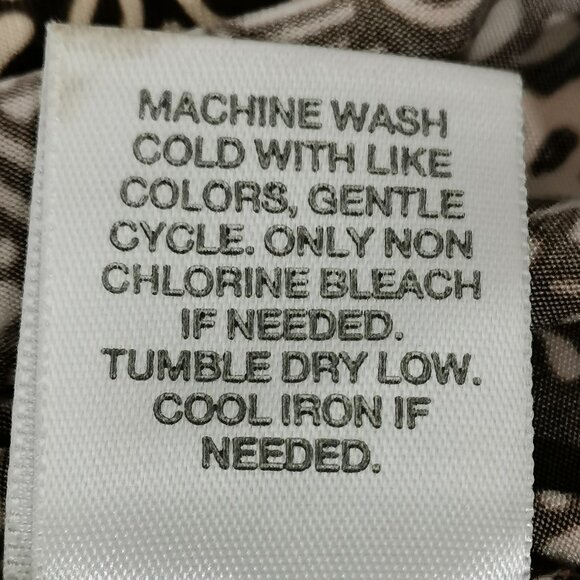 MACHINE WASH
COLD WITH LIKE
COLORS, GENTLE
CYCLE. ONLY NON
CHLORINE BLEACH
IF NEEDED.
TUMBLE DRY LOW.
COOL IRON IF
NEEDED.